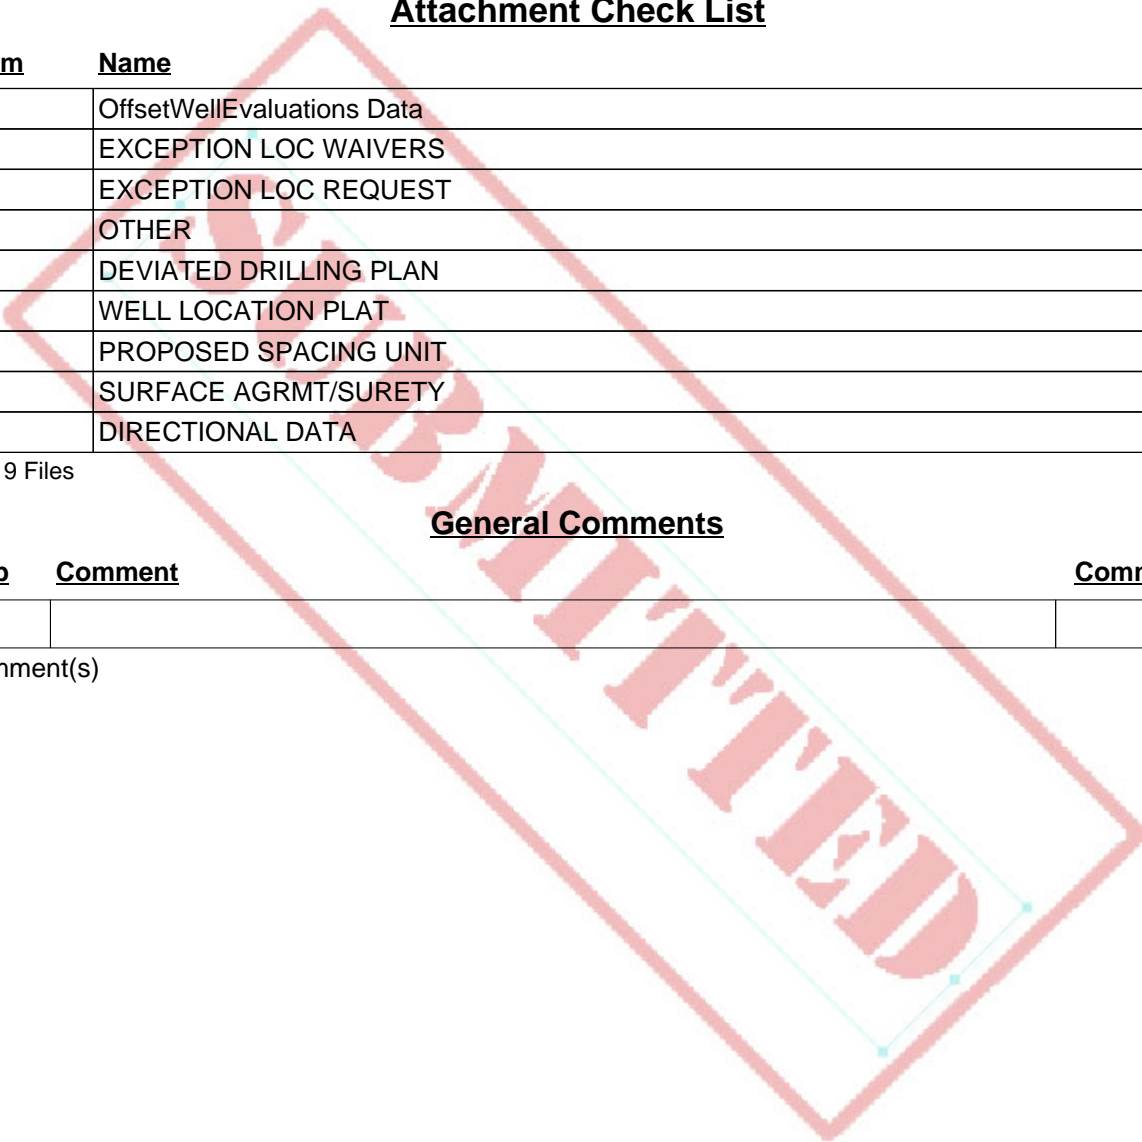 Attachment Check List
m Name
OffsetWellEvaluations Data
EXCEPTION LOC WAIVERS
EXCEPTION LOC REQUEST
OTHER
DEVIATED DRILLING PLAN
WELL LOCATION PLAT
PROPOSED SPACING UNIT
SURFACE AGRMT/SURETY
DIRECTIONAL DATA
9 Files
General Comments
Comment Comm
mment(s)
SUBMITTED